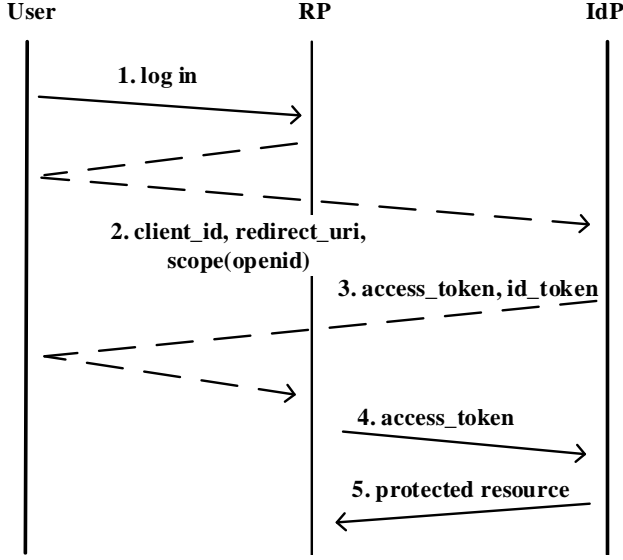 User RP IdP
1. log in
2. client_id, redirect_uri,
scope(openid)
3. access_token, id_token
4. access_token
5. protected resource